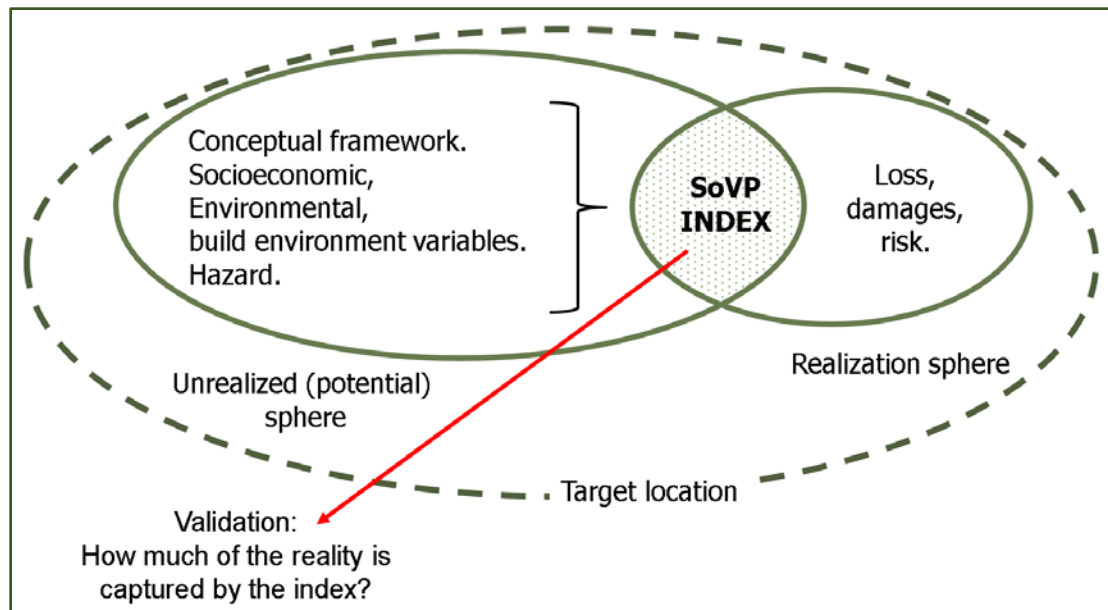 Conceptual framework.
Socioeconomic,
Environmental,
build environment variables.
Hazard.
SoVP
INDEX
Loss,
damages,
risk.
Unrealized (potential)
sphere
Realization sphere
Target location
Validation:
How much of the reality is
captured by the index?